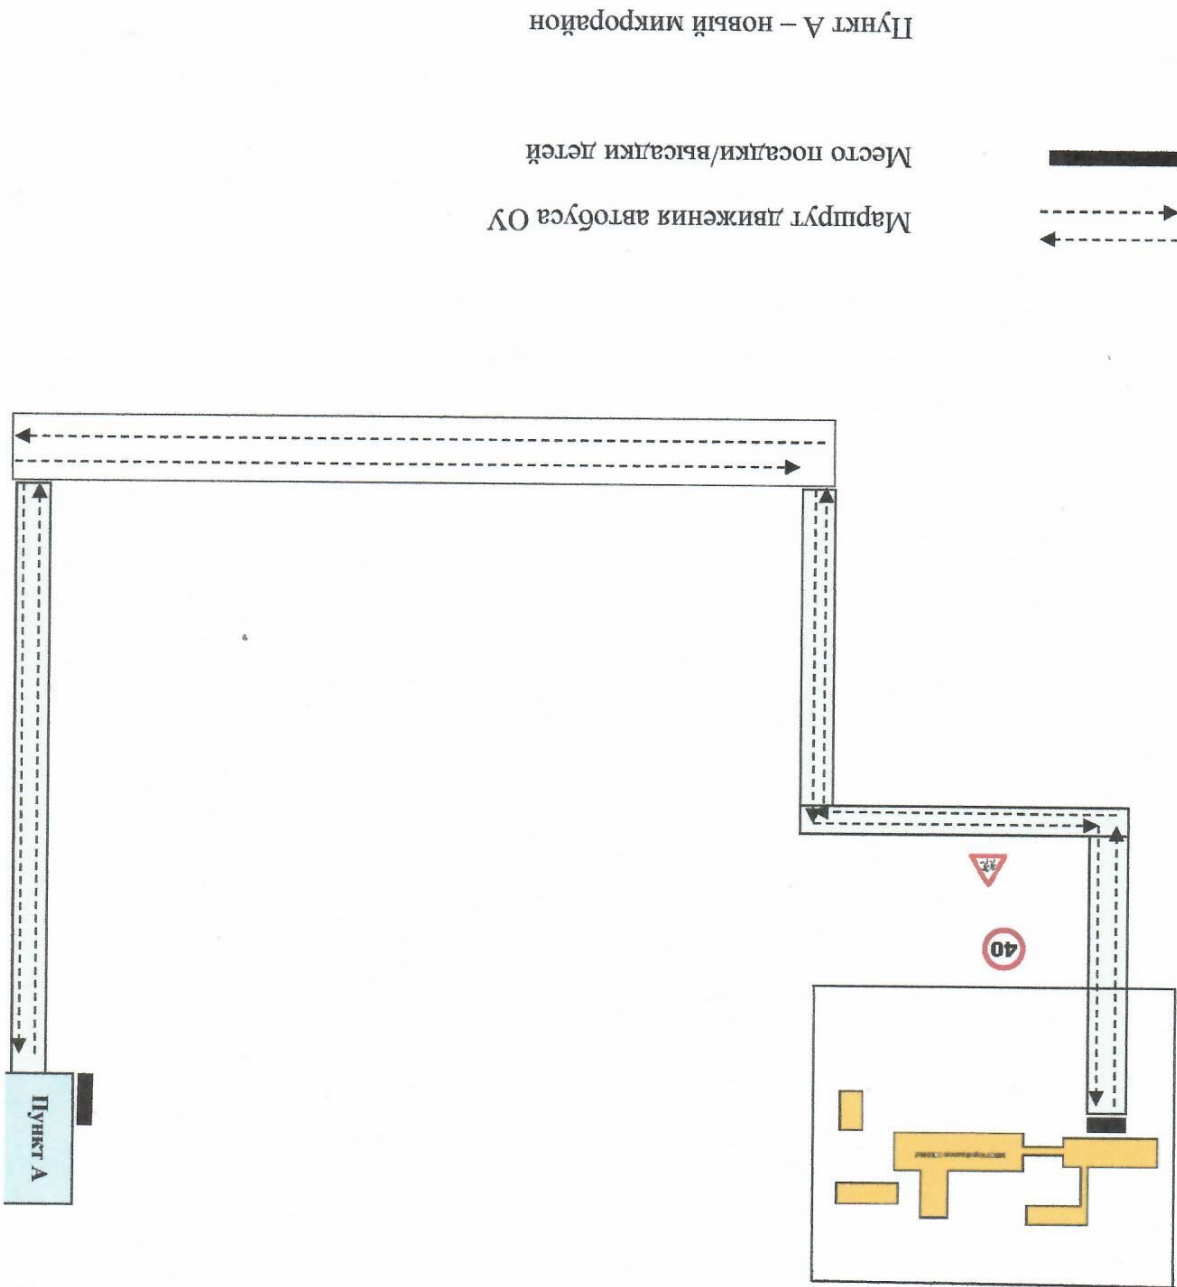 Пункт А
40
Маршрут движения автобуса ОУ
Место посадки/высадки детей
Пункт А – новый микрорайон